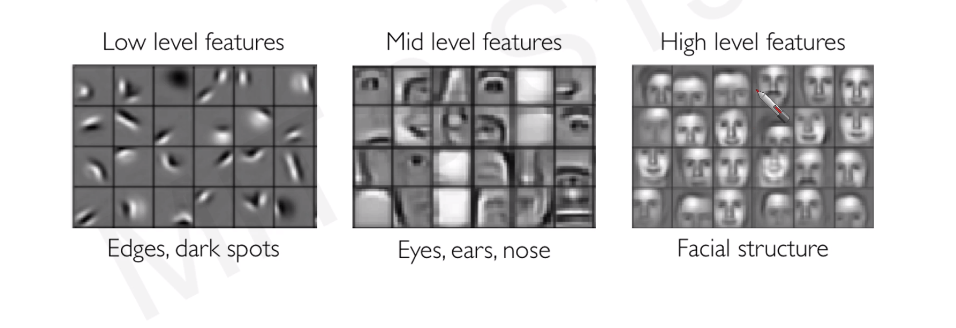 Low level features
Mid level features
High level features
Edges, dark spots
Eyes, ears, nose
Facial structure